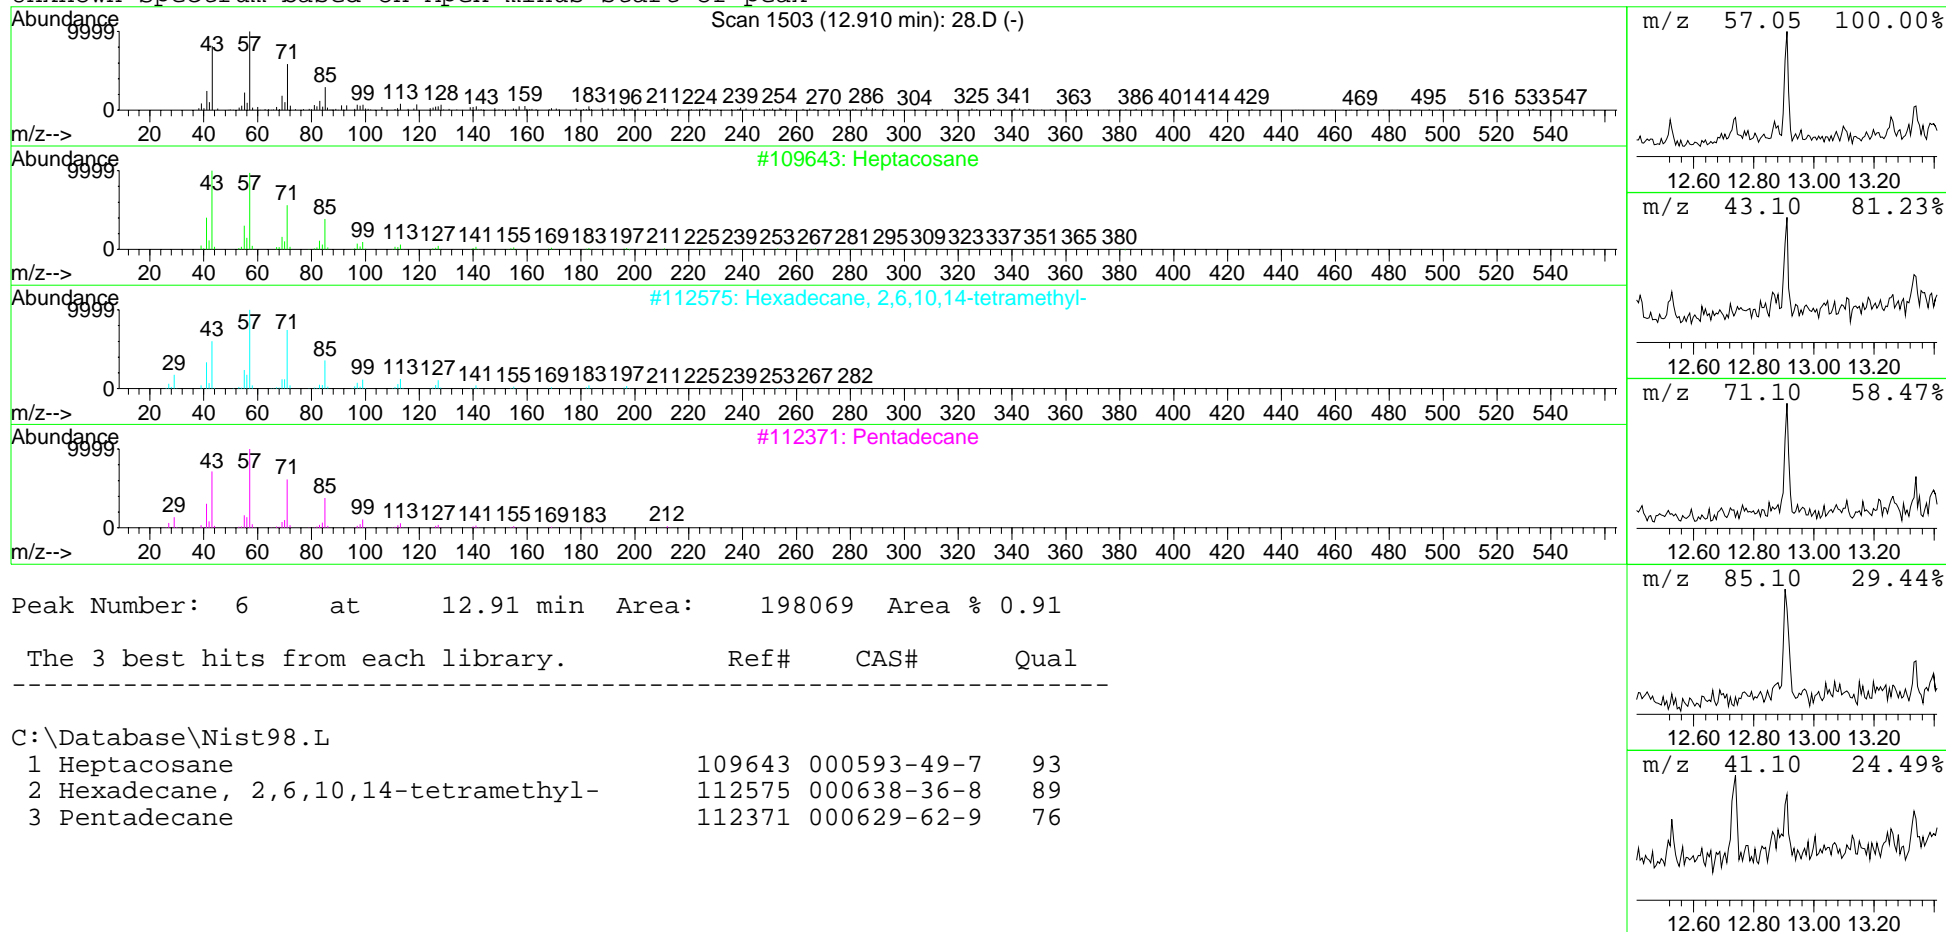 Unknown Spectrum based on Apex minus start of peak
Abundance
Scan 1503 (12.910 min): 28.D (-)
9999
43 57 71 85 99 113 128 143 159 183 196 211 224 239 254 270 286 304 325 341 363 386 401 414 429 469 495 516 533 547
0
m/z-->
20 40 60 80 100 120 140 160 180 200 220 240 260 280 300 320 340 360 380 400 420 440 460 480 500 520 540
Abundance
#109643: Heptacosane
9999
43 57 71 85 99 113 127 141 155 169 183 197 211 225 239 253 267 281 295 309 323 337 351 365 380
0
m/z-->
20 40 60 80 100 120 140 160 180 200 220 240 260 280 300 320 340 360 380 400 420 440 460 480 500 520 540
Abundance
#112575: Hexadecane, 2,6,10,14-tetramethyl-
9999
29 43 57 71 85 99 113 127 141 155 169 183 197 211 225 239 253 267 282
0
m/z-->
20 40 60 80 100 120 140 160 180 200 220 240 260 280 300 320 340 360 380 400 420 440 460 480 500 520 540
Abundance
#112371: Pentadecane
9999
29 43 57 71 85 99 113 127 141 155 169 183 212
0
m/z-->
20 40 60 80 100 120 140 160 180 200 220 240 260 280 300 320 340 360 380 400 420 440 460 480 500 520 540
Peak Number: 6 at 12.91 min Area: 198069 Area % 0.91
The 3 best hits from each library. Ref# CAS# Qual
---------------------------------------------------------------------
C:\Database\Nist98.L
1 Heptacosane 109643 000593-49-7 93
2 Hexadecane, 2,6,10,14-tetramethyl- 112575 000638-36-8 89
3 Pentadecane 112371 000629-62-9 76
m/z 57.05 100.00%
12.60 12.80 13.00 13.20
m/z 43.10 81.23%
12.60 12.80 13.00 13.20
m/z 71.10 58.47%
12.60 12.80 13.00 13.20
m/z 85.10 29.44%
12.60 12.80 13.00 13.20
m/z 41.10 24.49%
12.60 12.80 13.00 13.20